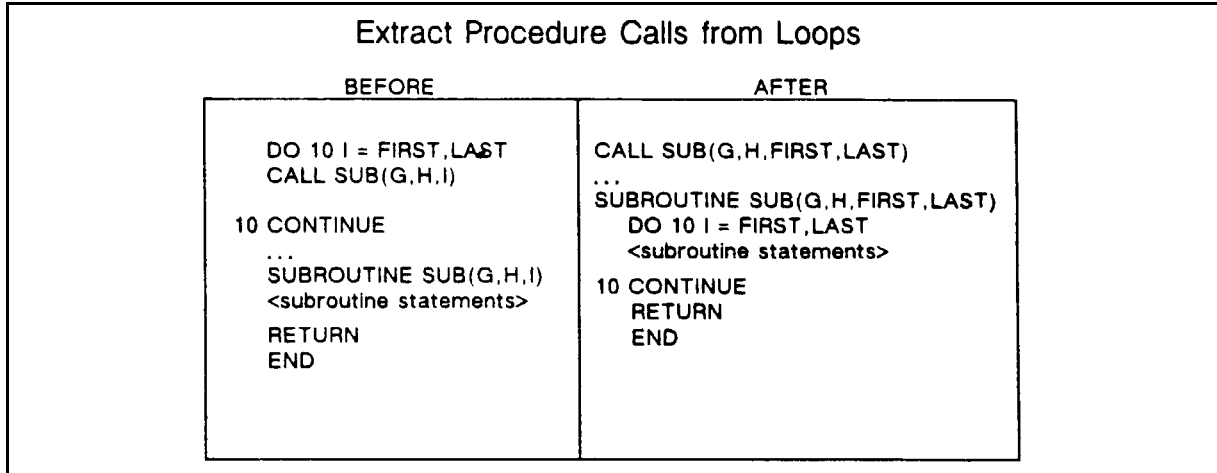 Extract Procedure Calls from Loops
BEFORE
DO 10 I = FIRST,LAST
CALL SUB(G,H,I)
10 CONTINUE
...
SUBROUTINE SUB(G,H,I)
<subroutine statements>
RETURN
END
AFTER
CALL SUB(G,H,FIRST,LAST)
...
SUBROUTINE SUB(G,H,FIRST,LAST)
DO 10 I = FIRST,LAST
<subroutine statements>
10 CONTINUE
RETURN
END